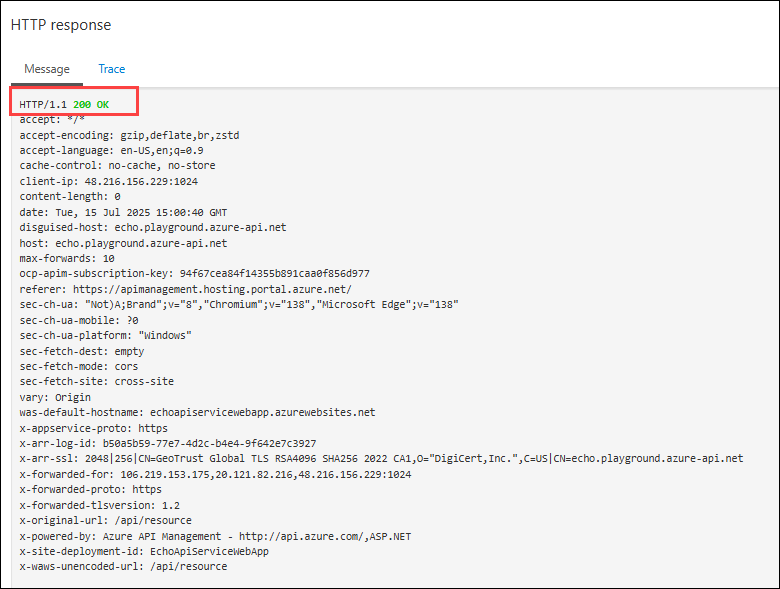 HTTP response
Message Trace
HTTP/1.1 200 OK
accept: */*
accept-encoding: gzip,deflate,br,zstd
accept-language: en-US,en;q=0.9
cache-control: no-cache, no-store
client-ip: 48.216.156.229:1024
content-length: 0
date: Tue, 15 Jul 2025 15:00:40 GMT
disguised-host: echo.playground.azure-api.net
host: echo.playground.azure-api.net
max-forwards: 10
ocp-apim-subscription-key: 94f67cea84f14355b891caa0f856d977
referer: https://apimanagement.hosting.portal.azure.net/
sec-ch-ua: "Not)A;Brand";v="8","Chromium";v="138","Microsoft Edge";v="138"
sec-ch-ua-mobile: ?0
sec-ch-ua-platform: "Windows"
sec-fetch-dest: empty
sec-fetch-mode: cors
sec-fetch-site: cross-site
vary: Origin
was-default-hostname: echoapiservicewebapp.azurewebsites.net
x-appservice-proto: https
x-arr-log-id: b50a5b59-77e7-4d2c-b4e4-9f642e7c3927
x-arr-ssl: 2048|256|CN=GeoTrust Global TLS RSA4096 SHA256 2022 CA1,O="DigiCert,Inc.",C=US|CN=echo.playground.azure-api.net
x-forwarded-for: 106.219.153.175,20.121.82.216,48.216.156.229:1024
x-forwarded-proto: https
x-forwarded-tlsversion: 1.2
x-original-url: /api/resource
x-powered-by: Azure API Management - http://api.azure.com/,ASP.NET
x-site-deployment-id: EchoApiServiceWebApp
x-waws-unencoded-url: /api/resource